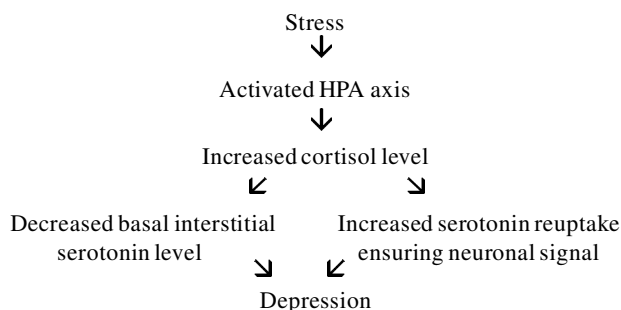 Stress
Activated HPA axis
Increased cortisol level
Decreased basal interstitial
serotonin level
Increased serotonin reuptake
ensuring neuronal signal
Depression